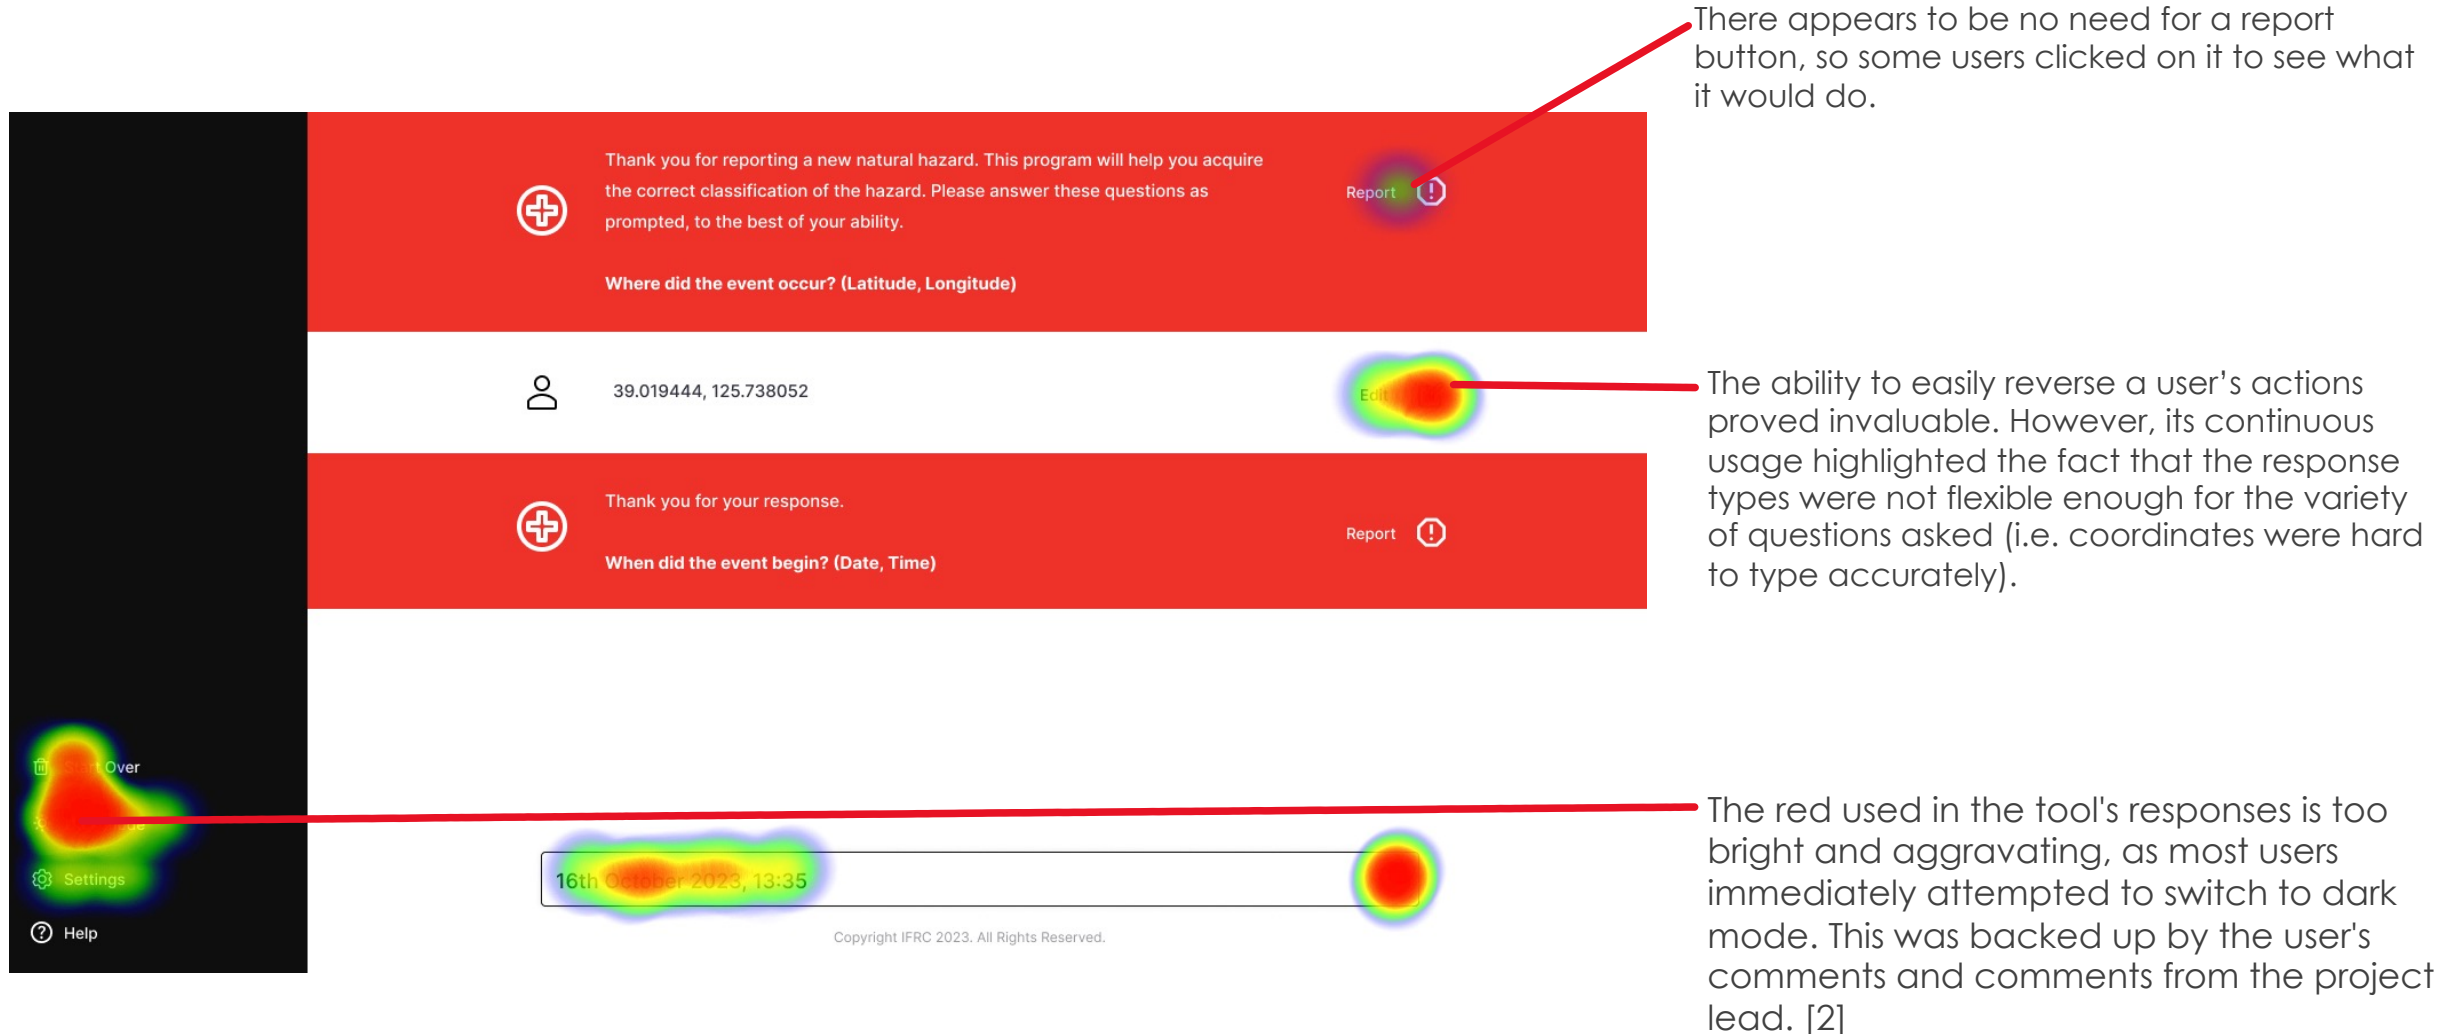 There appears to be no need for a report
button, so some users clicked on it to see what
it would do.
Thank you for reporting a new natural hazard. This program will help you acquire
the correct classification of the hazard. Please answer these questions as
prompted, to the best of your ability.
Report
Where did the event occur? (Latitude, Longitude)
39.019444, 125.738052
Edit
The ability to easily reverse a user’s actions
proved invaluable. However, its continuous
usage highlighted the fact that the response
types were not flexible enough for the variety
of questions asked (i.e. coordinates were hard
to type accurately).
Thank you for your response.
Report
When did the event begin? (Date, Time)
Start Over
Settings
Help
16th October 2023, 13:35
Copyright IFRC 2023. All Rights Reserved.
The red used in the tool's responses is too
bright and aggravating, as most users
immediately attempted to switch to dark
mode. This was backed up by the user's
comments and comments from the project
lead. [2]